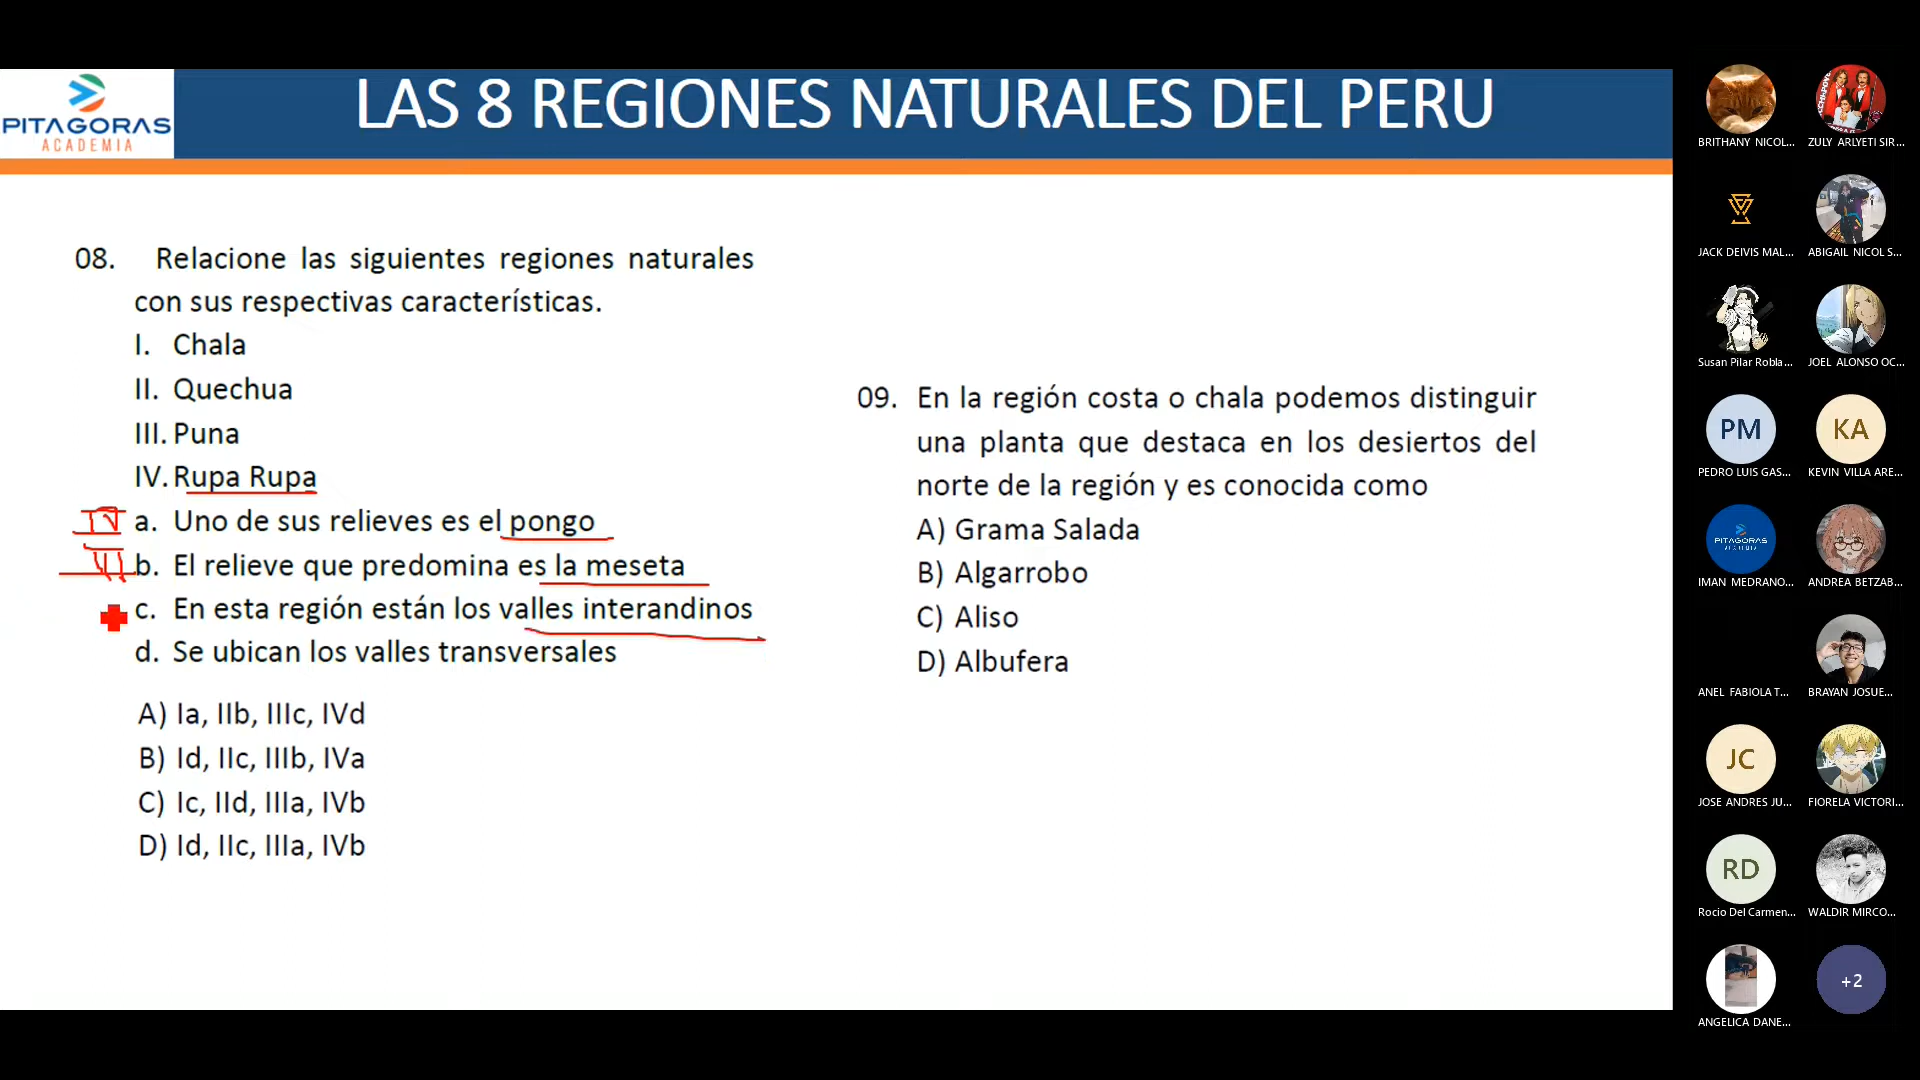 PITAGORAS
ACADEMIA
LAS 8 REGIONES NATURALES DEL PERU
08. Relacione las siguientes regiones naturales
con sus respectivas características.
I. Chala
II. Quechua
III. Puna
IV. Rupa Rupa
IV a. Uno de sus relieves es el pongo
III b. El relieve que predomina es la meseta
c. En esta región están los valles interandinos
d. Se ubican los valles transversales
A) Ia, IIb, IIIc, IVd
B) Id, IIc, IIIb, IVa
C) Ic, IId, IIIa, IVb
D) Id, IIc, IIIa, IVb
09. En la región costa o chala podemos distinguir
una planta que destaca en los desiertos del
norte de la región y es conocida como
A) Grama Salada
B) Algarrobo
C) Aliso
D) Albufera
BRITHANY NICOL...
ZULY ARLYETI SIR...
JACK DEIVIS MAL...
ABIGAIL NICOL S...
Susan Pilar Robla...
JOEL ALONSO OC...
PM
KA
PEDRO LUIS GAS...
KEVIN VILLA ARE...
PITAGORAS
IMAN MEDRANO...
ANDREA BETZAB...
ANEL FABIOLA T...
BRAYAN JOSUE...
JC
JOSE ANDRES JU...
FIORELA VICTORI...
RD
Rocio Del Carmen...
WALDIR MIRCO...
+2
ANGELICA DANE...